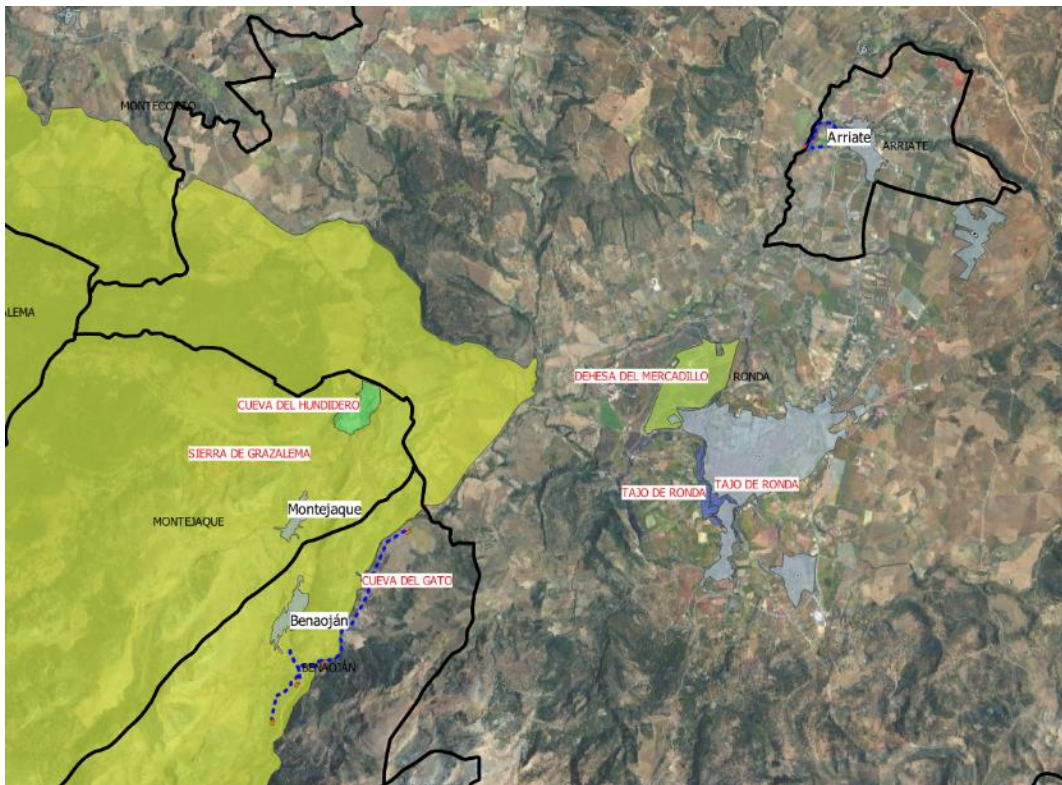 MONTECORTO
Arriate
ARRIATE
ALEMA
DEHESA DEL MERCADILLO
RONDA
CUEVA DEL HUNDIDERO
SIERRA DE GRAZALEMA
TAJO DE RONDA
TAJO DE RONDA
Montejaque
MONTEJAQUE
CUEVA DEL GATO
Benaoján
BENAOJÁN